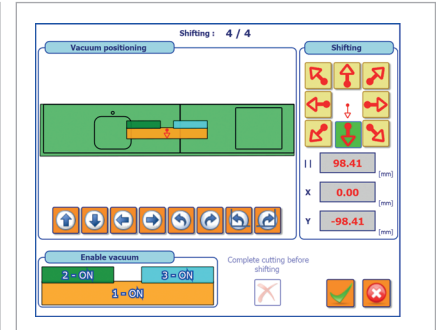 Shifting : 4 / 4
Vacuum positioning
Shifting
|| 98.41 [mm]
X 0.00 [mm]
Y -98.41 [mm]
Enable vacuum
2 - ON 3 - ON
1 - ON
Complete cutting before
shifting